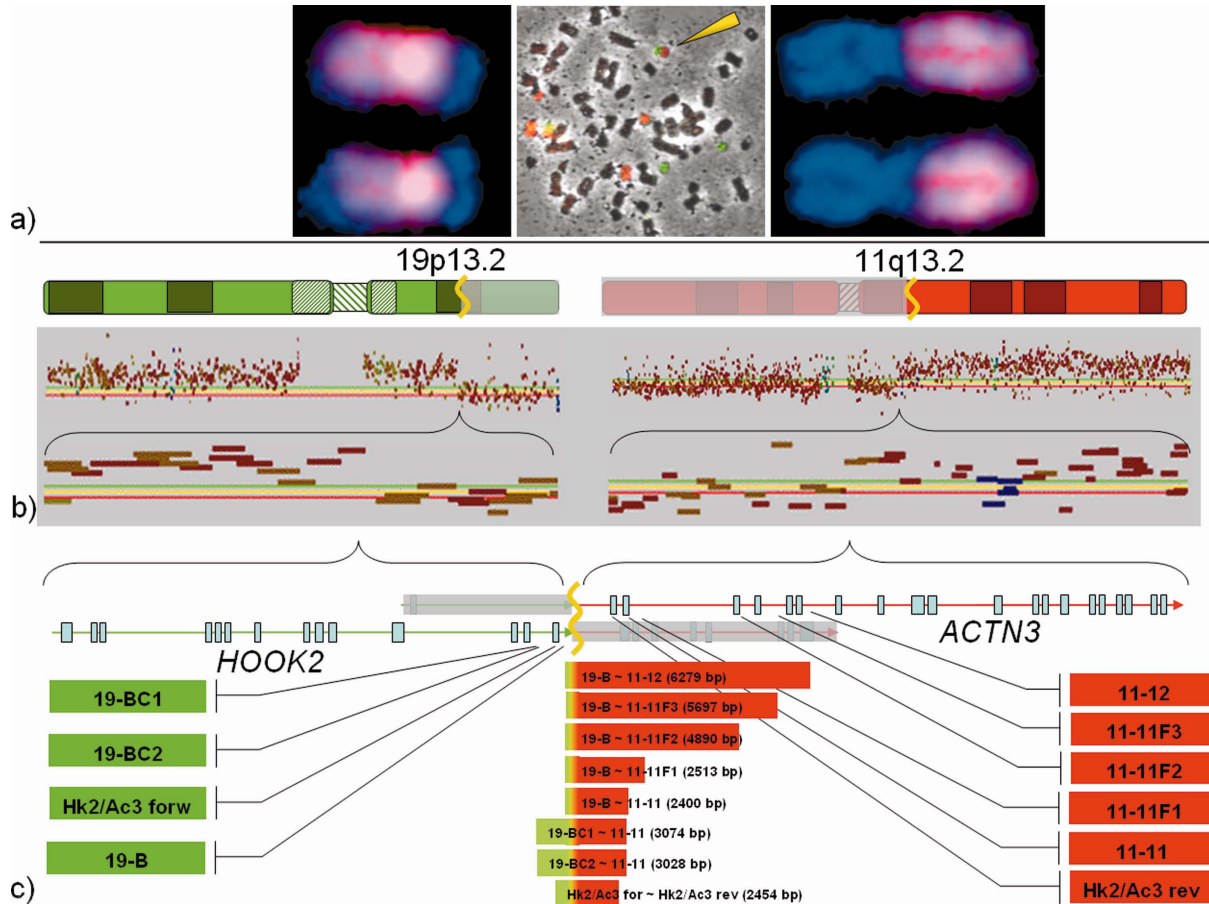 a)
19p13.2
11q13.2
b)
HOOK2
ACTN3
19-BC1
19-BC2
Hk2/Ac3 forw
19-B
19-B ~ 11-12 (6279 bp)
19-B ~ 11-11F3 (5697 bp)
19-B ~ 11-11F2 (4890 bp)
19-B ~ 11-11F1 (2513 bp)
19-B ~ 11-11 (2400 bp)
19-BC1 ~ 11-11 (3074 bp)
19-BC2 ~ 11-11 (3028 bp)
Hk2/Ac3 for ~ Hk2/Ac3 rev (2454 bp)
11-12
11-11F3
11-11F2
11-11F1
11-11
Hk2/Ac3 rev
c)